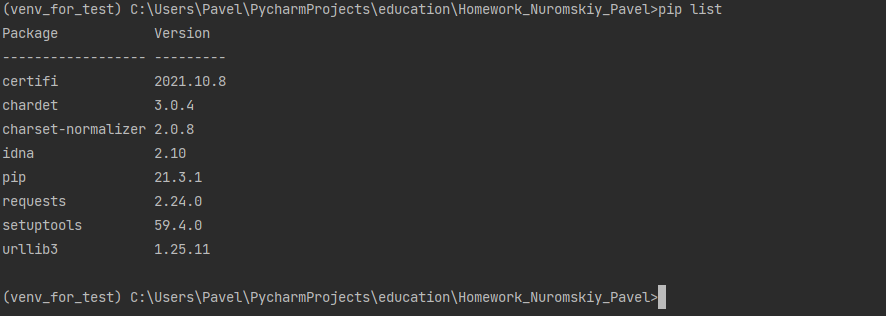 (venv_for_test) C:\Users\Pavel\PycharmProjects\education\Homework_Nuromskiy_Pavel>pip list
Package            Version
------------------ ---------
certifi            2021.10.8
chardet            3.0.4
charset-normalizer 2.0.8
idna               2.10
pip                21.3.1
requests           2.24.0
setuptools         59.4.0
urllib3            1.25.11
(venv_for_test) C:\Users\Pavel\PycharmProjects\education\Homework_Nuromskiy_Pavel>